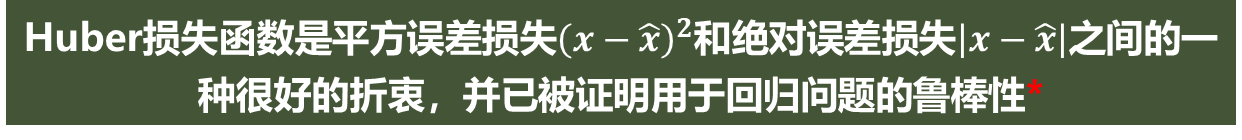 Huber损失函数是平方误差损失$(x-\hat{x})^2$和绝对误差损失$|x-\hat{x}|$之间的一
种很好的折衷，并已被证明用于回归问题的鲁棒性*